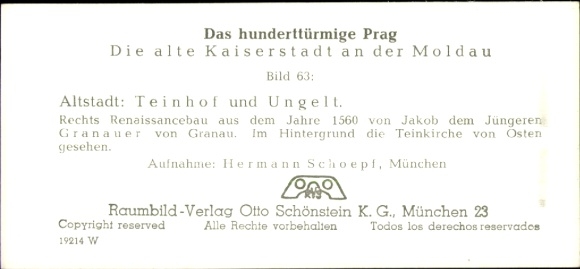 Das hunderttürmige Prag
Die alte Kaiserstadt an der Moldau
Bild 63:
Altstadt: Teinhof und Ungelt.
Rechts Renaissancebau aus dem Jahre 1560 von Jakob dem Jüngeren
Granauer von Granau. Im Hintergrund die Teinkirche von Osten
gesehen.
Aufnahme: Hermann Schoepf, München
RVS
Raumbild-Verlag Otto Schönstein K. G., München 23
Copyright reserved Alle Rechte vorbehalten Todos los derechos reservados
19214 W